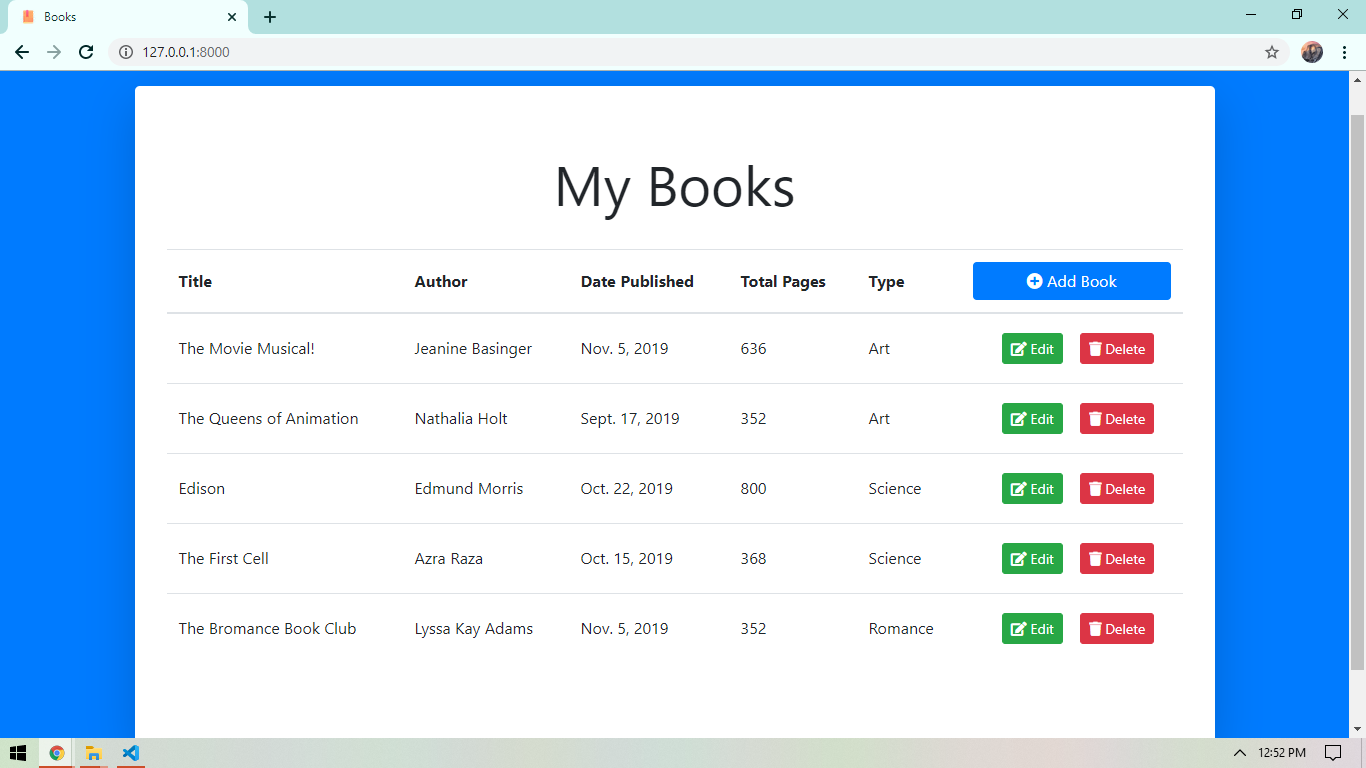 Books
127.0.0.1:8000
My Books
Title Author Date Published Total Pages Type Add Book
The Movie Musical! Jeanine Basinger Nov. 5, 2019 636 Art Edit Delete
The Queens of Animation Nathalia Holt Sept. 17, 2019 352 Art Edit Delete
Edison Edmund Morris Oct. 22, 2019 800 Science Edit Delete
The First Cell Azra Raza Oct. 15, 2019 368 Science Edit Delete
The Bromance Book Club Lyssa Kay Adams Nov. 5, 2019 352 Romance Edit Delete
12:52 PM